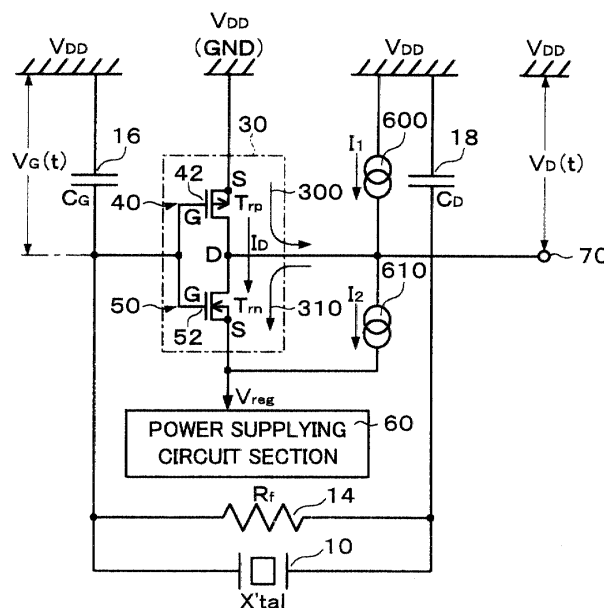 VDD
VDD
(GND)
VDD
VDD
16
30
600
42
I1
18
VG(t)
S
300
VD(t)
CG
40
G
Trp
CD
ID
D
70
50
G
Trn
I2
610
52
S
310
Vreg
POWER SUPPLYING
CIRCUIT SECTION
60
Rf
14
10
X'tal